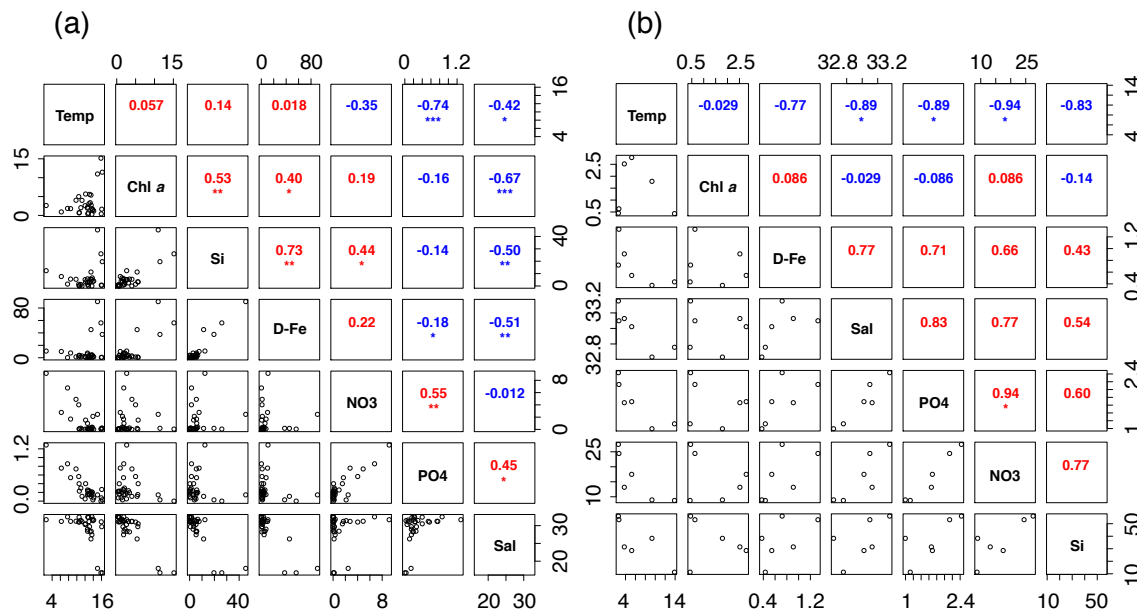 (a)
0 15 0 80 0 1.2
Temp 0.057 0.14 0.018 -0.35 -0.74 -0.42 4 16
*** *
0 15 Chl a 0.53 0.40 0.19 -0.16 -0.67
** * ***
Si 0.73 0.44 -0.14 -0.50 0 40
** * **
0 80 D-Fe 0.22 -0.18 -0.51
* **
NO3 0.55 -0.012 0 8
**
0.0 1.2 PO4 0.45
*
Sal 20 30
4 16 0 40 0 8 20 30
(b)
0.5 2.5 32.8 33.2 10 25
Temp -0.029 -0.77 -0.89 -0.89 -0.94 -0.83 4 14
* * *
0.5 2.5 Chl a 0.086 -0.029 -0.086 0.086 -0.14
D-Fe 0.77 0.71 0.66 0.43 0.4 1.2
32.8 33.2 Sal 0.83 0.77 0.54
PO4 0.94 0.60 1 2.4
*
10 25 NO3 0.77
Si 10 50
4 14 0.4 1.2 1 2.4 10 50